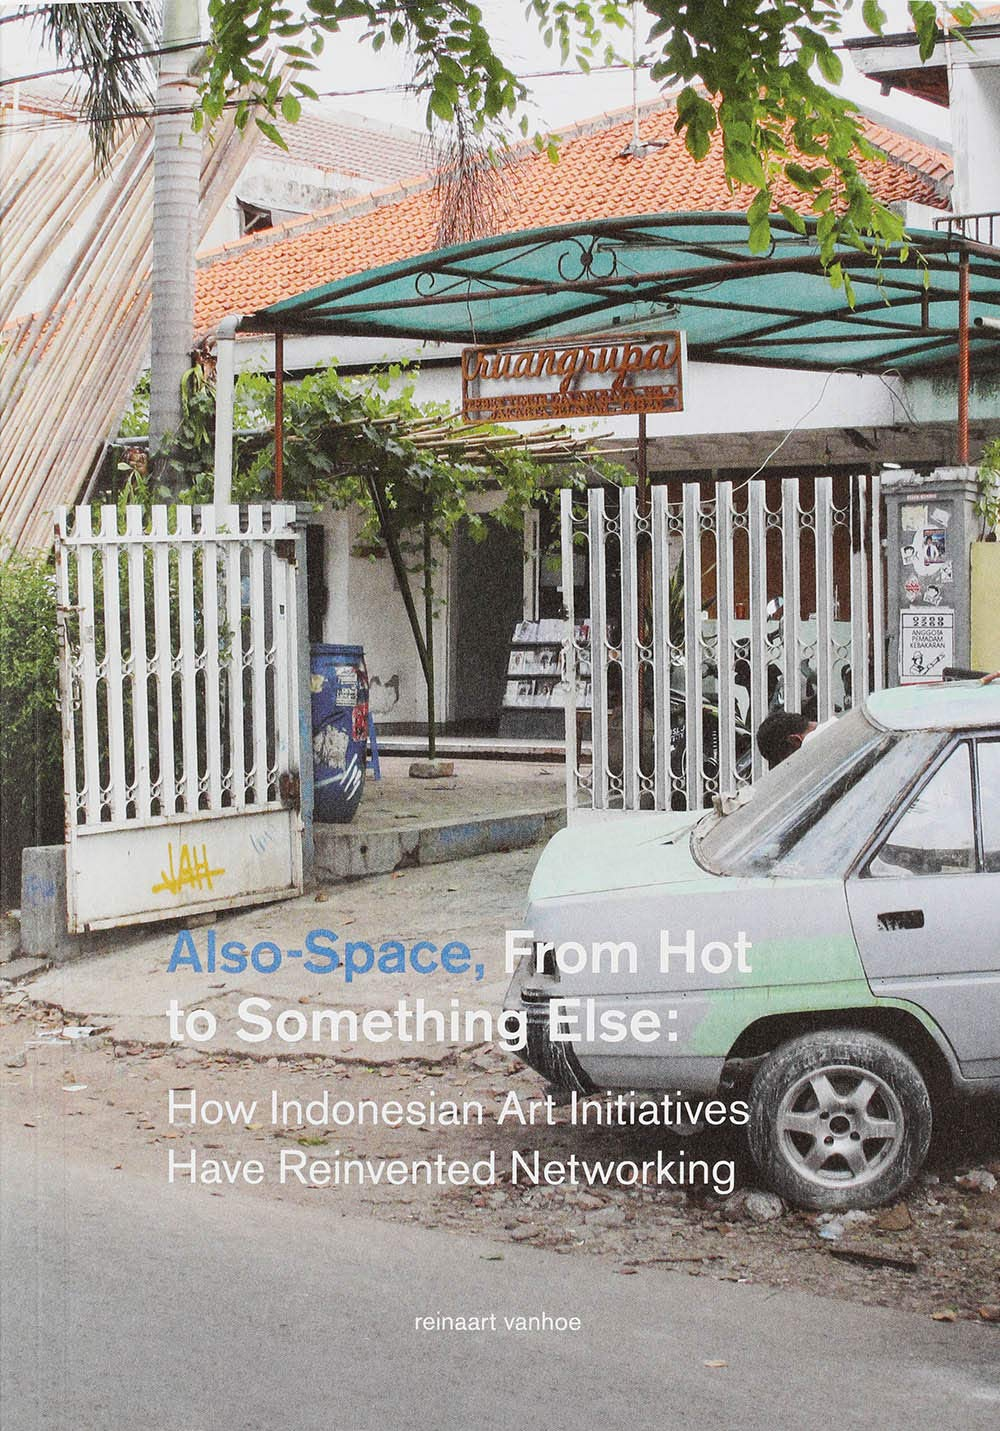 ruangrupa
ANGGOTA
PEMADAM
KEBAKARAN
JAH
Also-Space, From Hot
to Something Else:
How Indonesian Art Initiatives
Have Reinvented Networking
reinaart vanhoe